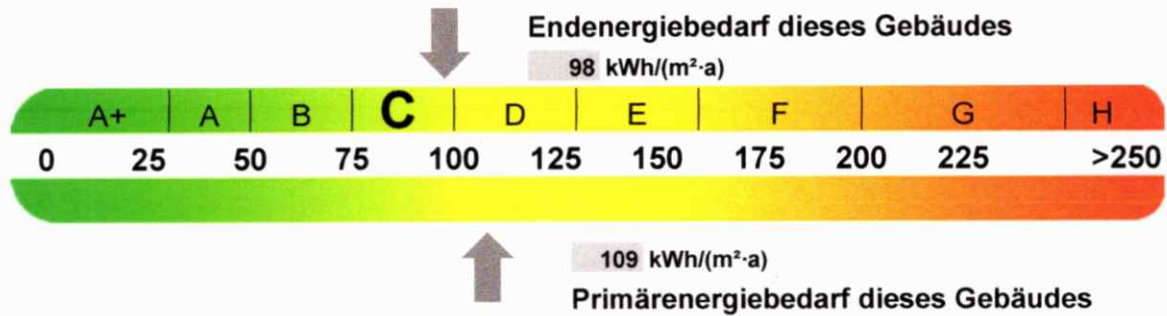 Endenergiebedarf dieses Gebäudes
98 kWh/(m²·a)
A+ A B C D E F G H
0 25 50 75 100 125 150 175 200 225 >250
109 kWh/(m²·a)
Primärenergiebedarf dieses Gebäudes